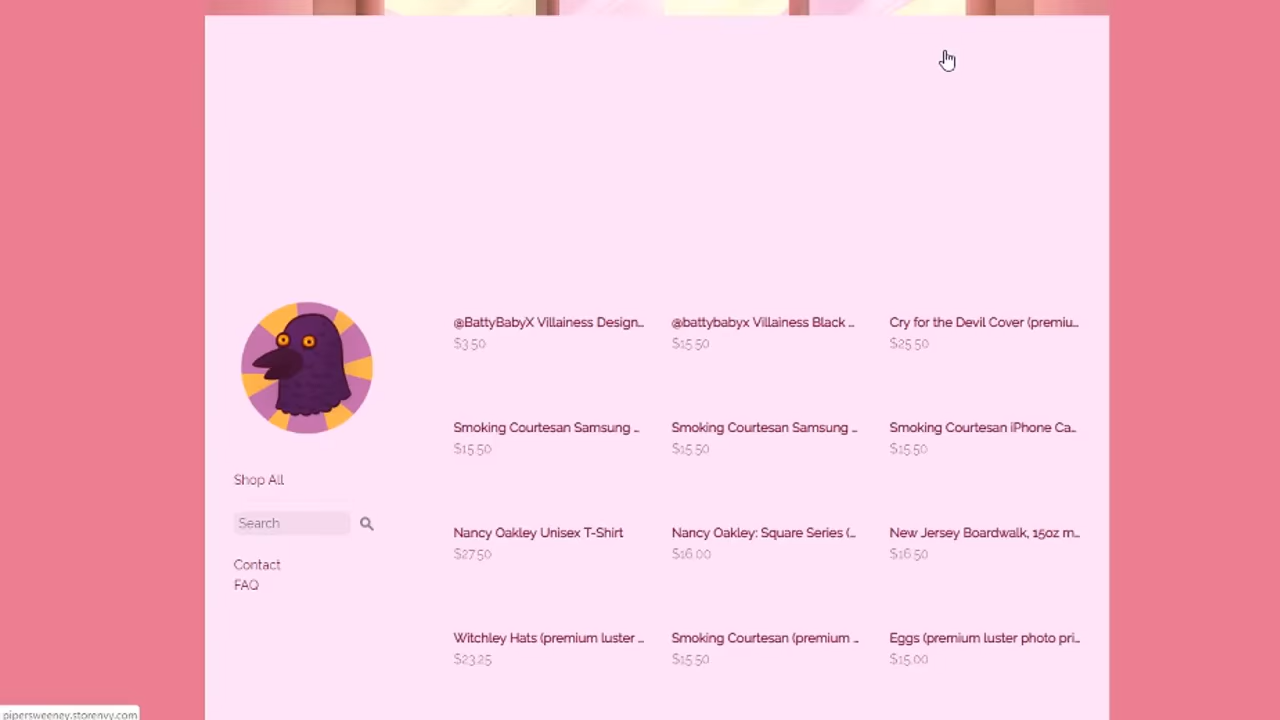 @BattyBabyX Villainess Design...
$3.50
@battybabyx Villainess Black ...
$15.50
Cry for the Devil Cover (premiu...
$25.50
Smoking Courtesan Samsung ...
$15.50
Smoking Courtesan Samsung ...
$15.50
Smoking Courtesan iPhone Ca...
$15.50
Shop All
Search
Nancy Oakley Unisex T-Shirt
$27.50
Nancy Oakley: Square Series (...
$16.00
New Jersey Boardwalk, 15oz m...
$16.50
Contact
FAQ
Witchley Hats (premium luster ...
$23.25
Smoking Courtesan (premium ...
$15.50
Eggs (premium luster photo pri...
$15.00
pipersweeney.storenvy.com